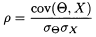 ρ = cov(Θ, X) / σ_Θ σ_X